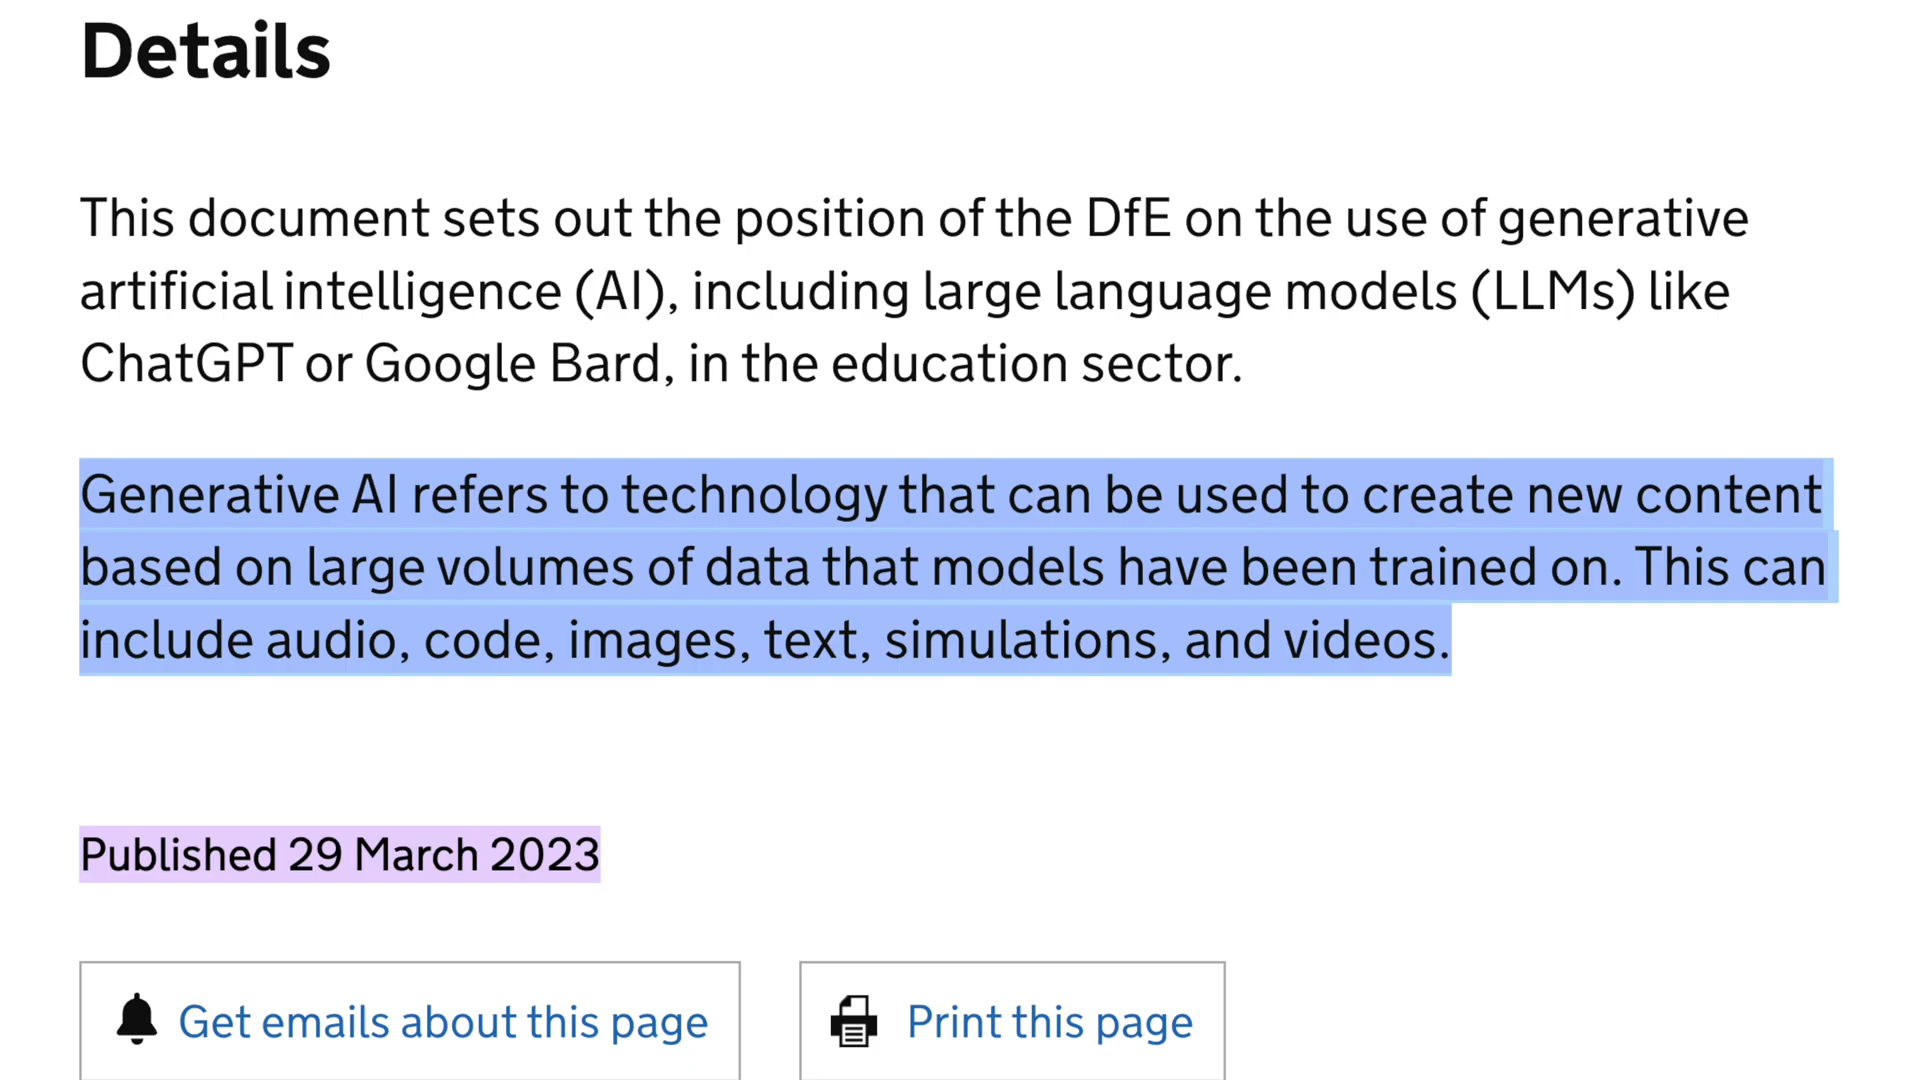 Details
This document sets out the position of the DfE on the use of generative
artificial intelligence (AI), including large language models (LLMs) like
ChatGPT or Google Bard, in the education sector.
Generative AI refers to technology that can be used to create new content
based on large volumes of data that models have been trained on. This can
include audio, code, images, text, simulations, and videos.
Published 29 March 2023
Get emails about this page
Print this page